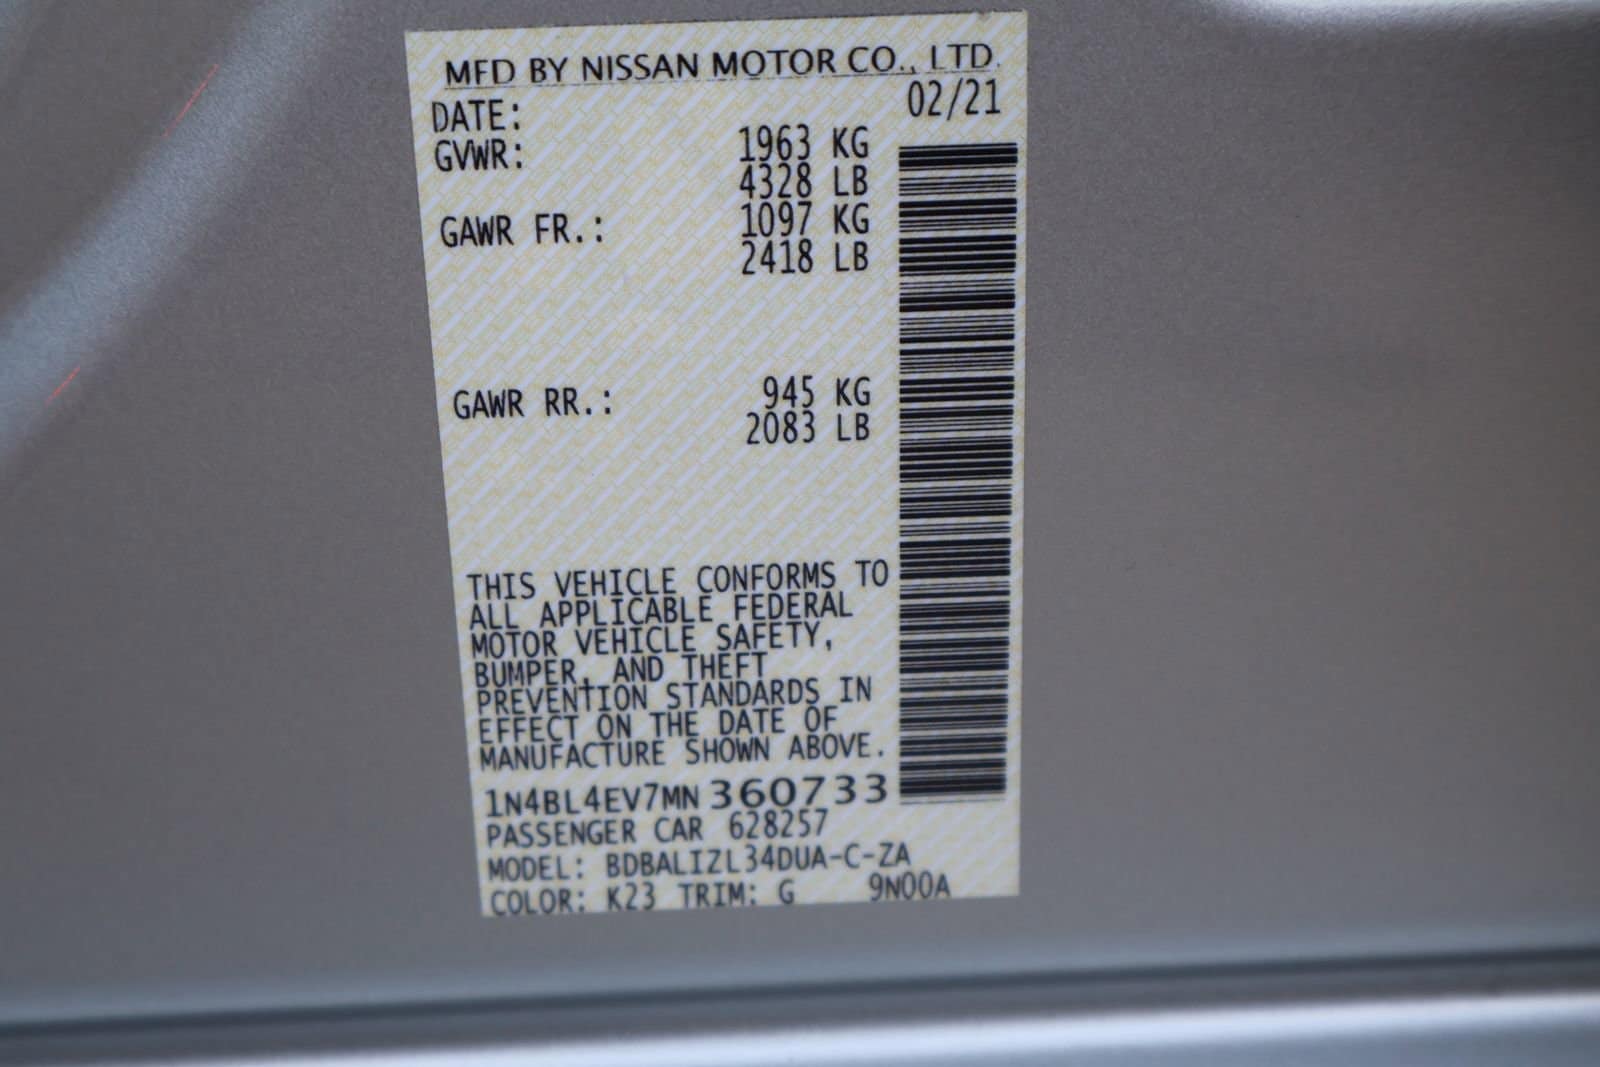 MFD BY NISSAN MOTOR CO., LTD.
DATE: 02/21
GVWR: 1963 KG
4328 LB
GAWR FR.: 1097 KG
2418 LB
GAWR RR.: 945 KG
2083 LB
THIS VEHICLE CONFORMS TO
ALL APPLICABLE FEDERAL
MOTOR VEHICLE SAFETY,
BUMPER, AND THEFT
PREVENTION STANDARDS IN
EFFECT ON THE DATE OF
MANUFACTURE SHOWN ABOVE.
1N4BL4EV7MN360733
PASSENGER CAR 628257
MODEL: BDBALIZL34DUA-C-ZA
COLOR: K23 TRIM: G 9N00A